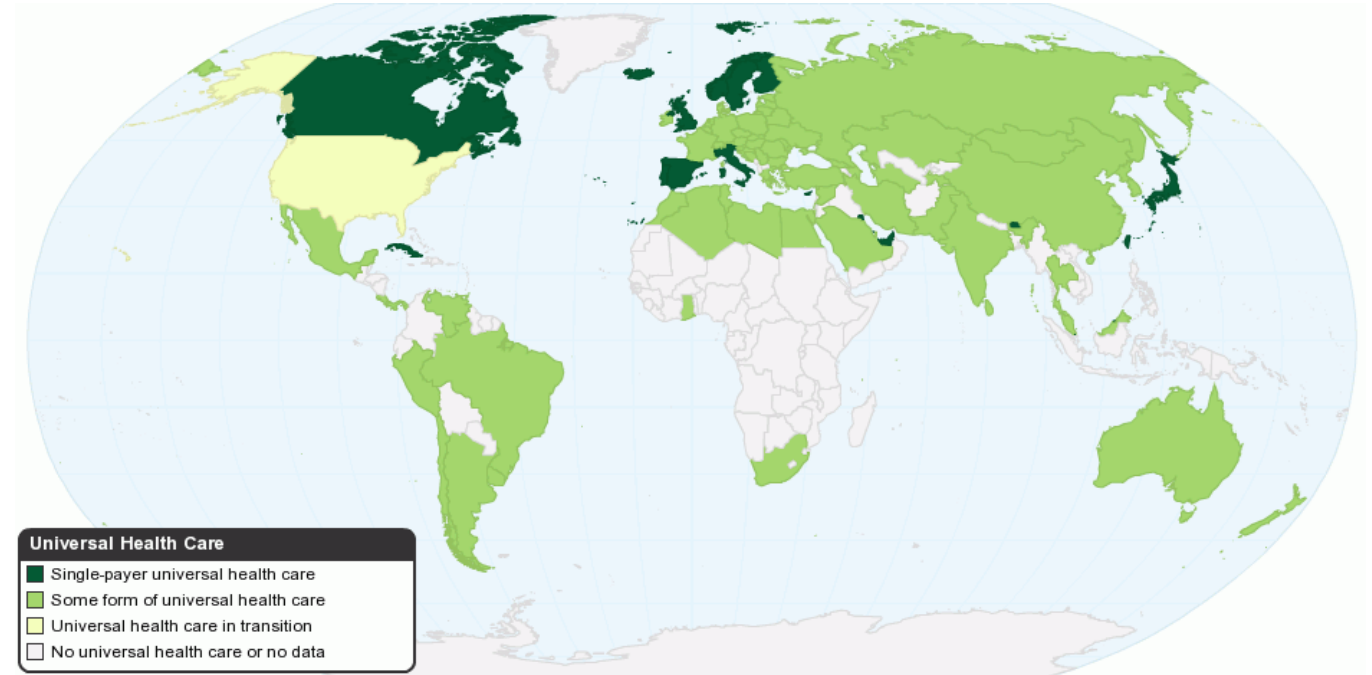 Universal Health Care
Single-payer universal health care
Some form of universal health care
Universal health care in transition
No universal health care or no data